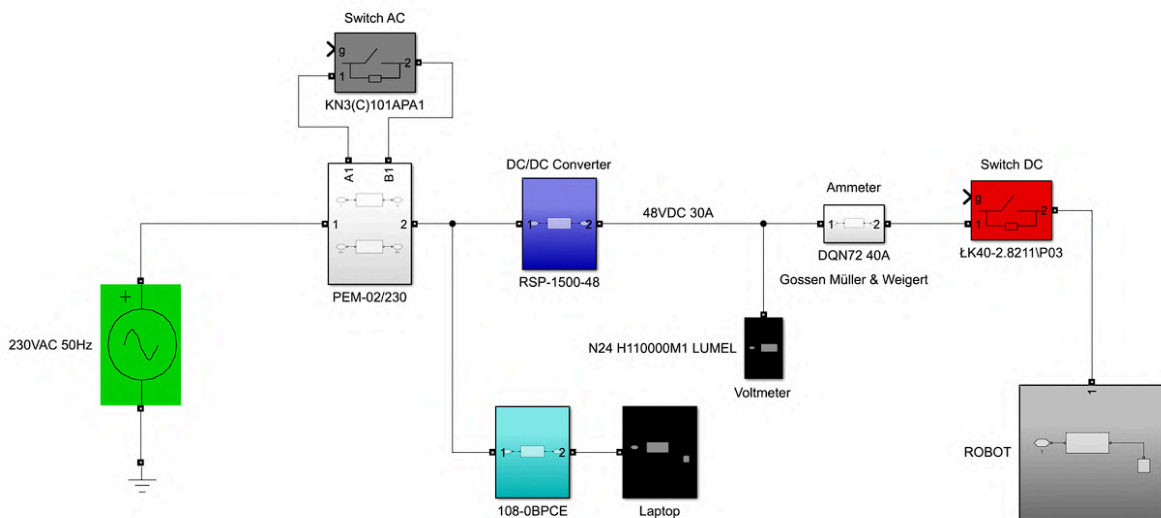 Switch AC
g
1
2
KN3(C)101APA1
A1
B1
1
2
PEM-02/230
DC/DC Converter
1
2
RSP-1500-48
48VDC 30A
Ammeter
1
2
DQN72 40A
Gossen Müller & Weigert
Switch DC
g
1
2
ŁK40-2.8211\P03
+
230VAC 50Hz
N24 H110000M1 LUMEL
Voltmeter
1
2
108-0BPCE
Laptop
1
ROBOT
1